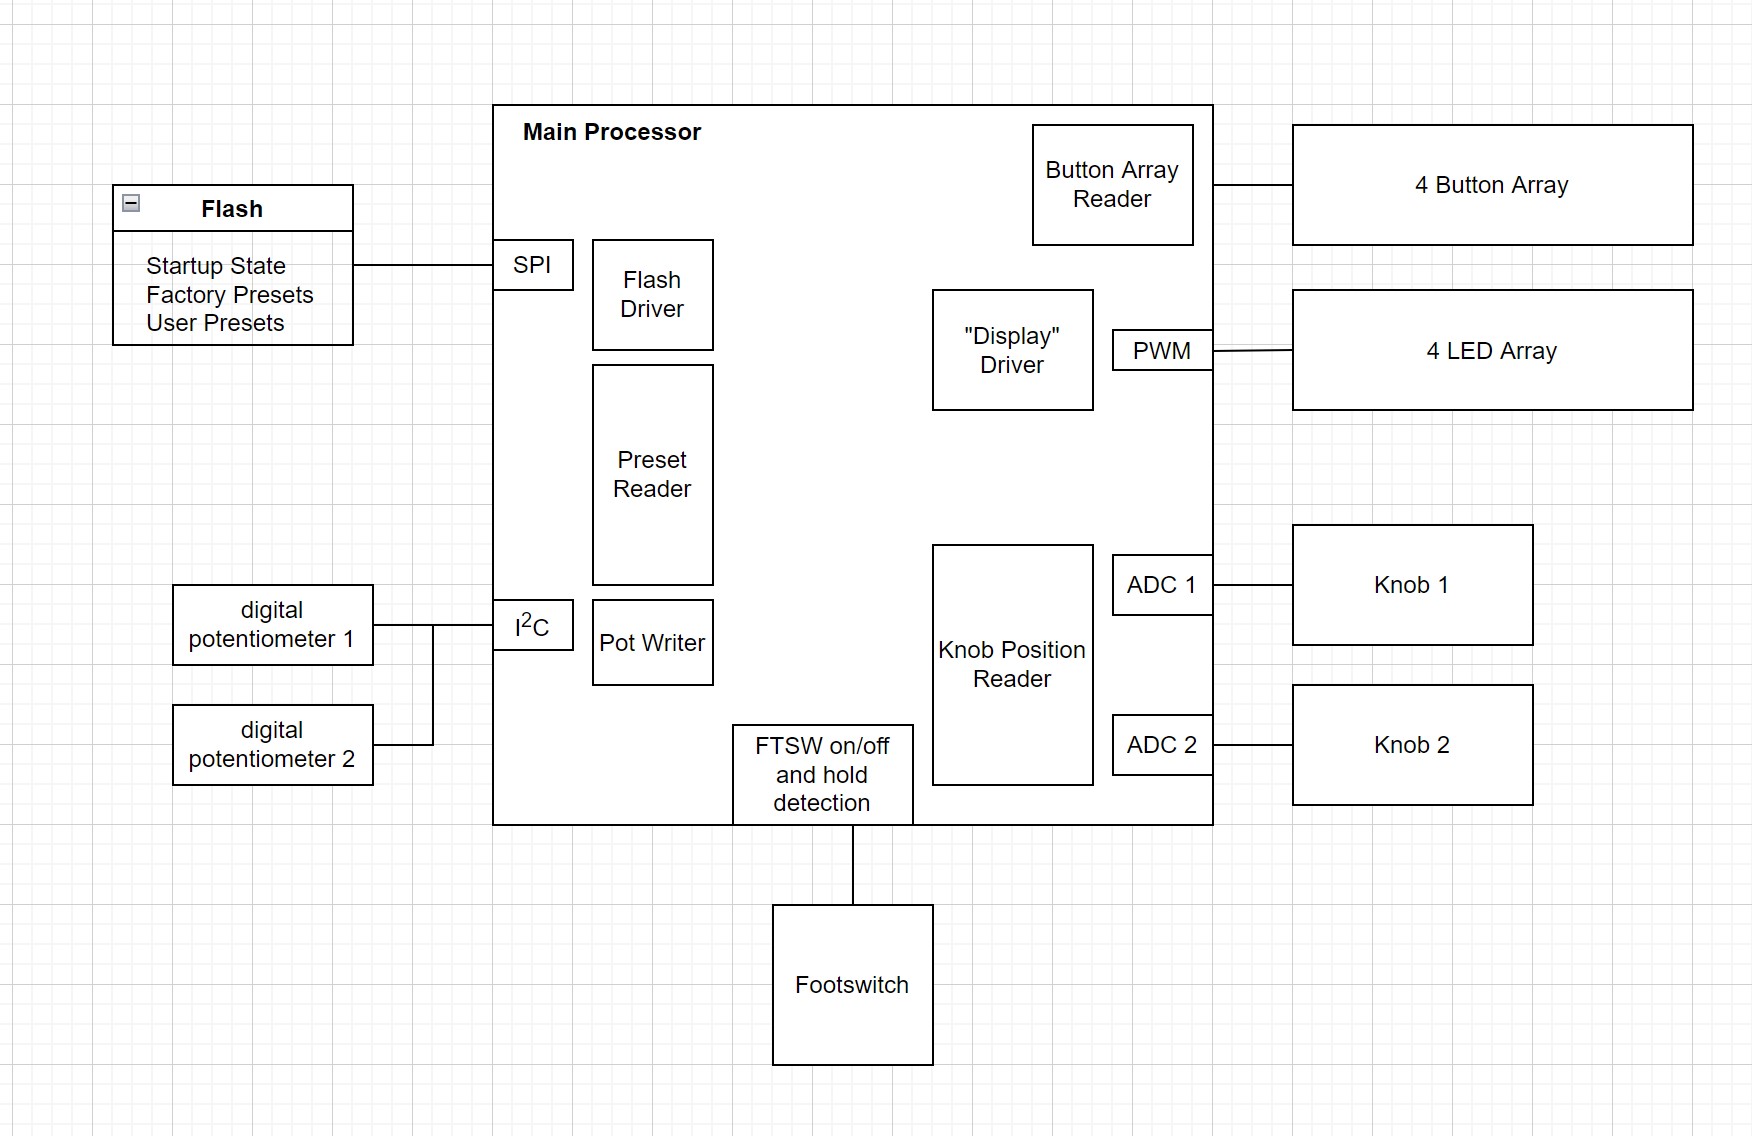 Main Processor
Button Array
Reader
4 Button Array
Flash
Startup State
Factory Presets
User Presets
SPI
Flash
Driver
"Display"
Driver
PWM
4 LED Array
Preset
Reader
digital
potentiometer 1
I²C
Pot Writer
Knob Position
Reader
ADC 1
Knob 1
digital
potentiometer 2
FTSW on/off
and hold
detection
ADC 2
Knob 2
Footswitch